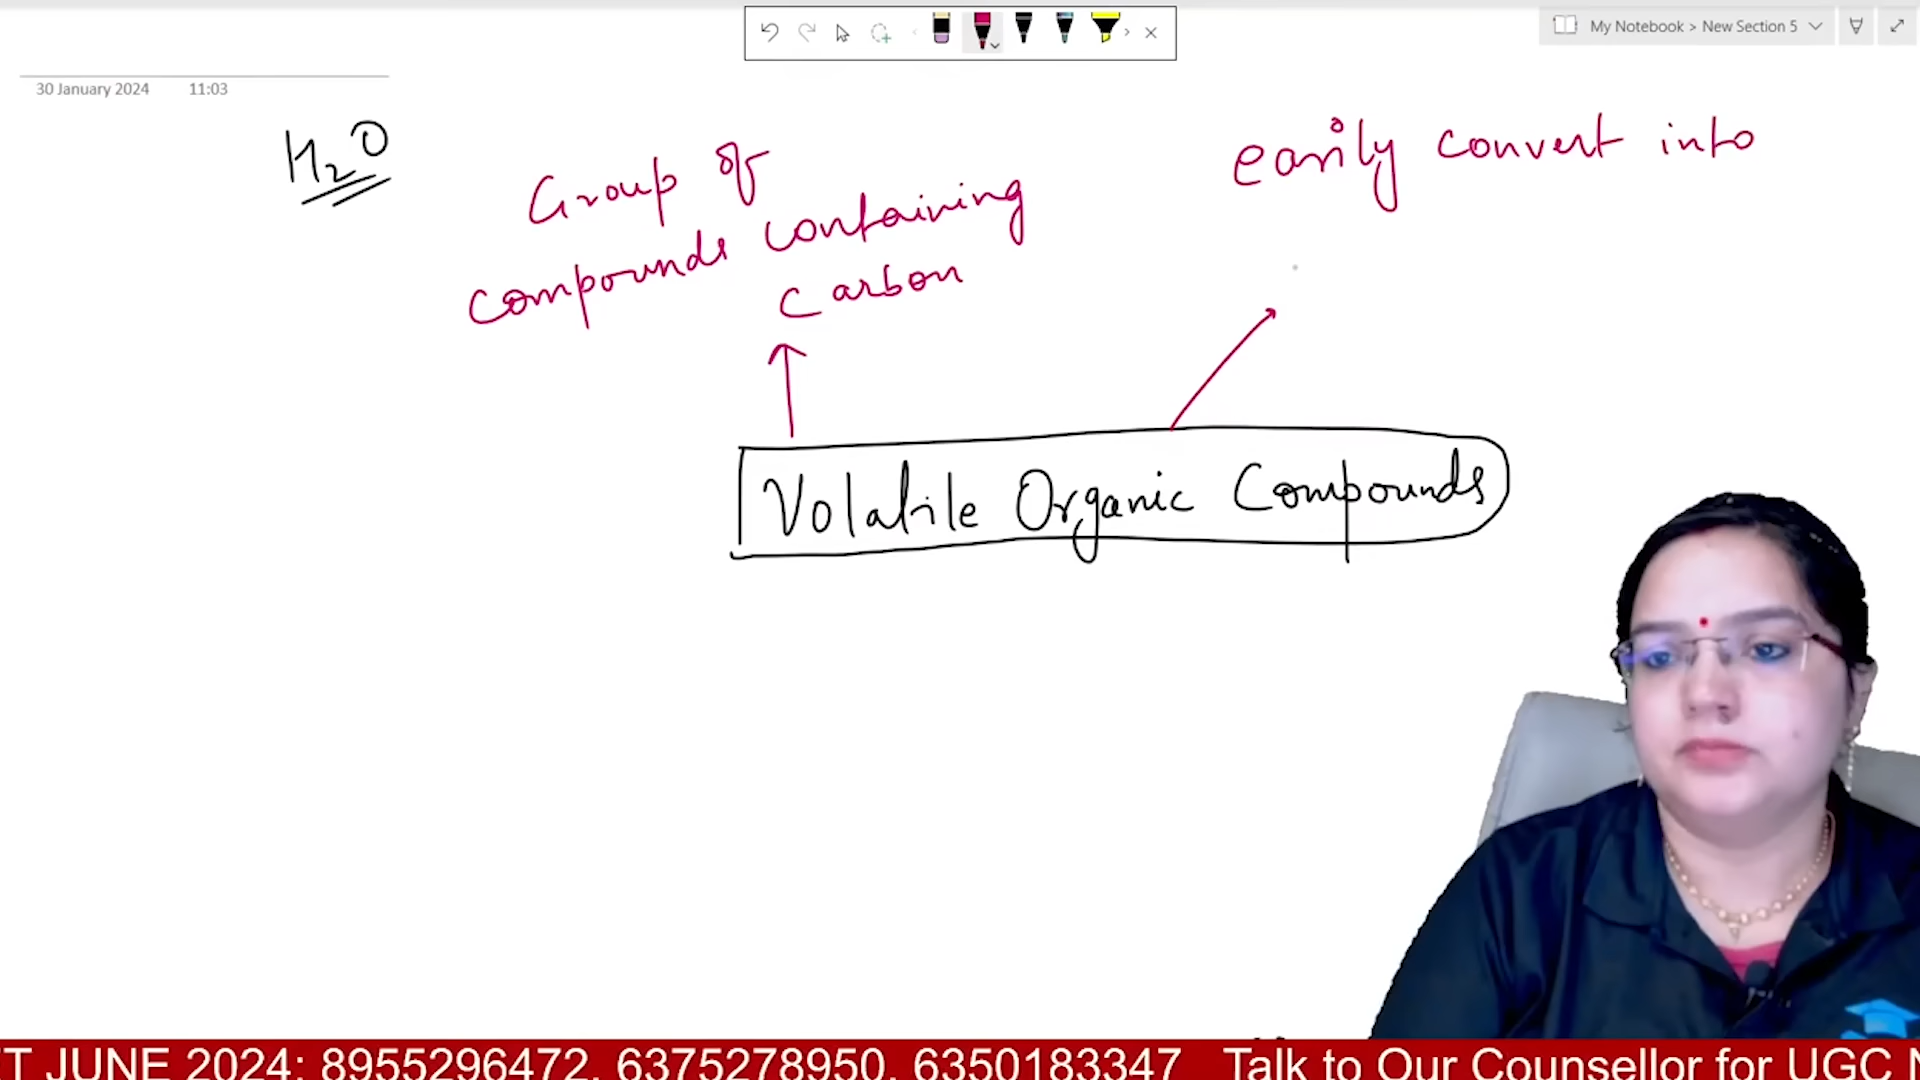 My Notebook > New Section 5
30 January 2024 11:03
H2O
Group of
compounds containing
Carbon
easily convert into
Volatile Organic Compounds
ET JUNE 2024: 8955296472, 6375278950, 6350183347 Talk to Our Counsellor for UGC N